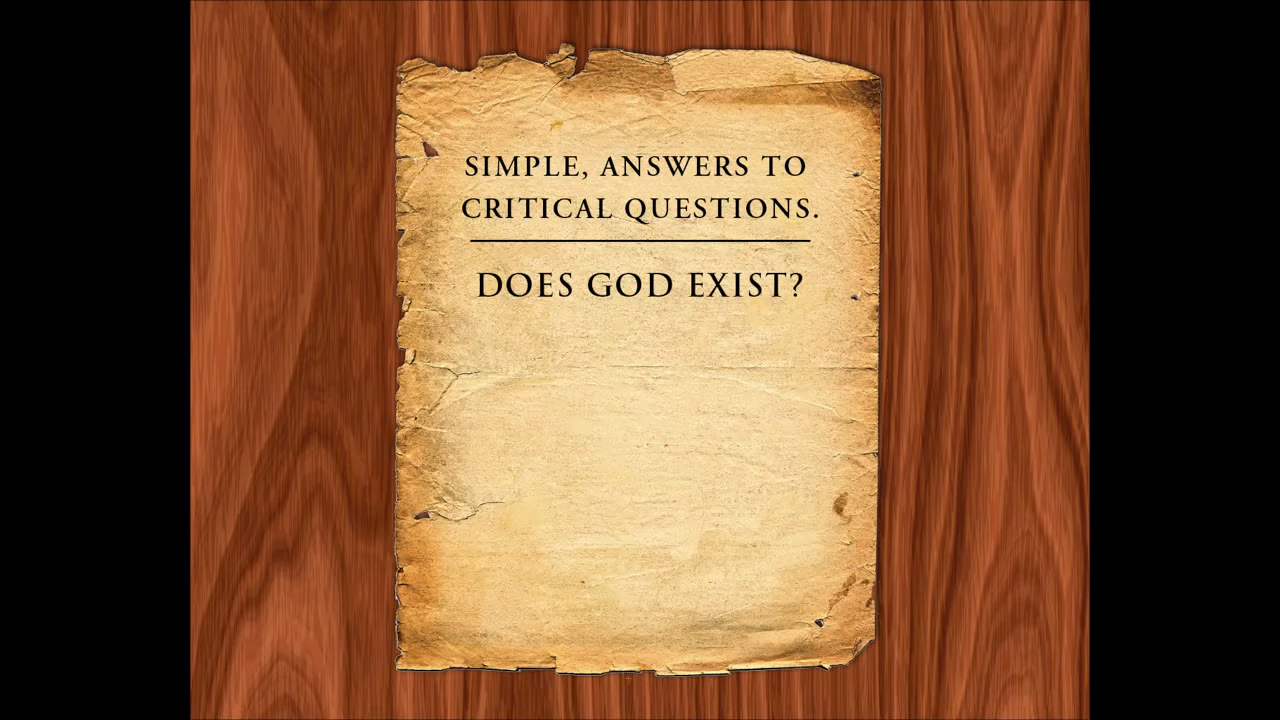 SIMPLE, ANSWERS TO
CRITICAL QUESTIONS.
DOES GOD EXIST?